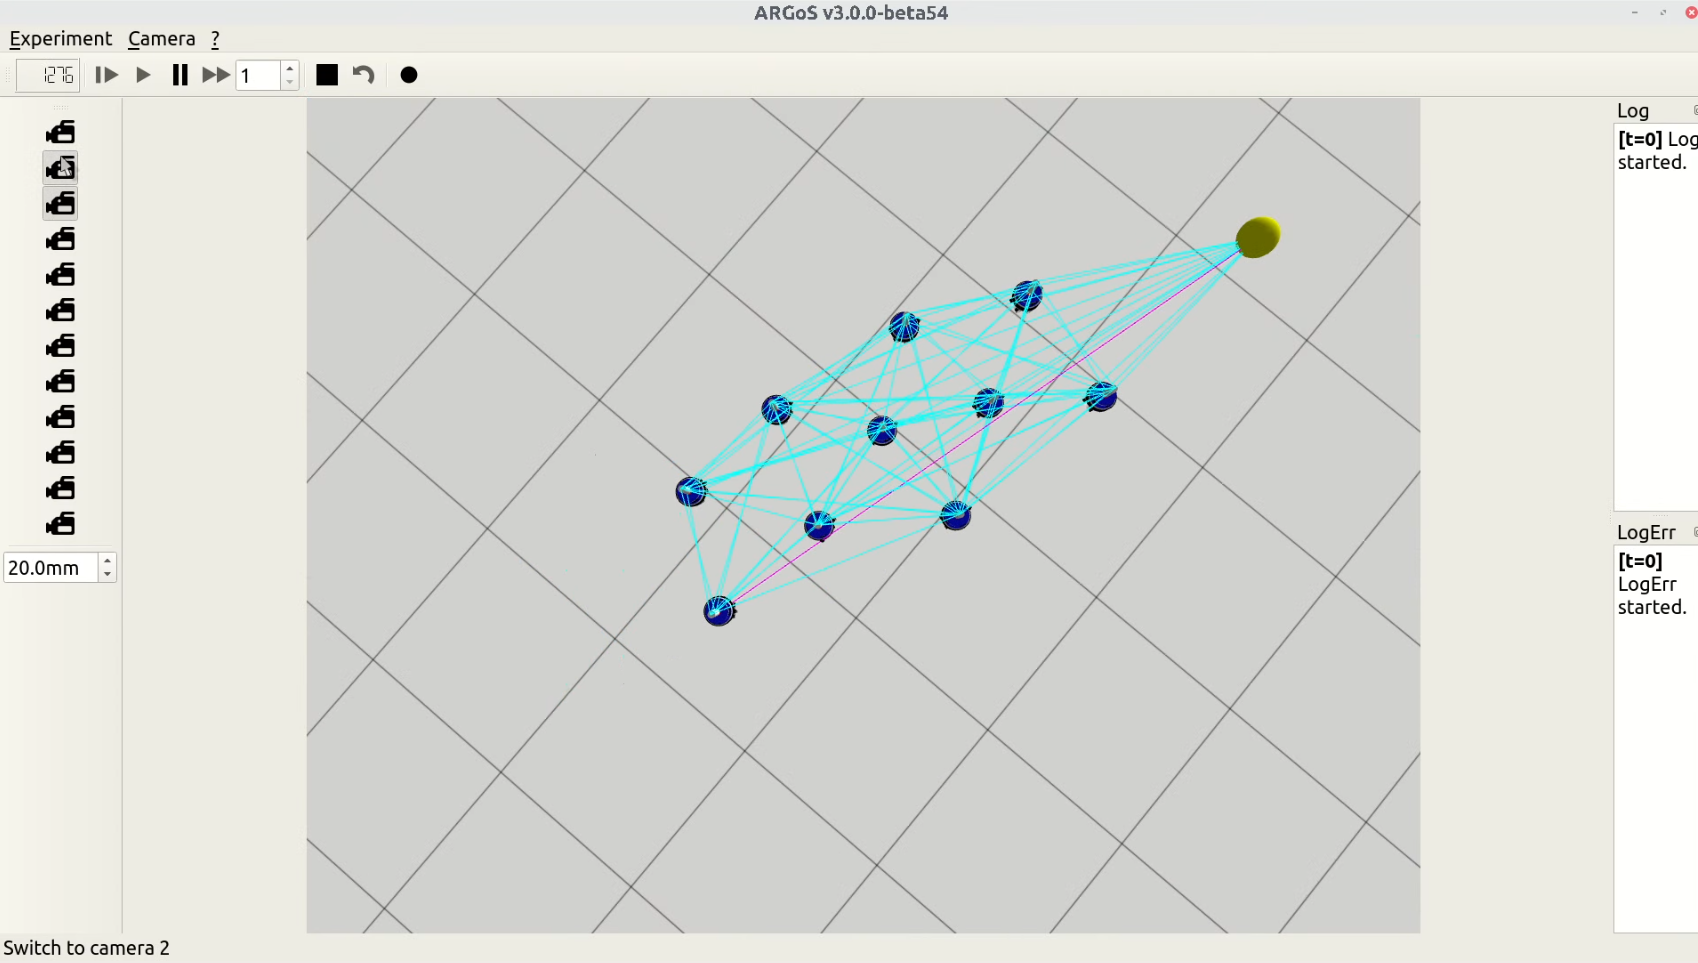 ARGoS v3.0.0-beta54
Experiment Camera ?
1276
1
Log
[t=0] Log
started.
20.0mm
LogErr
[t=0]
LogErr
started.
Switch to camera 2